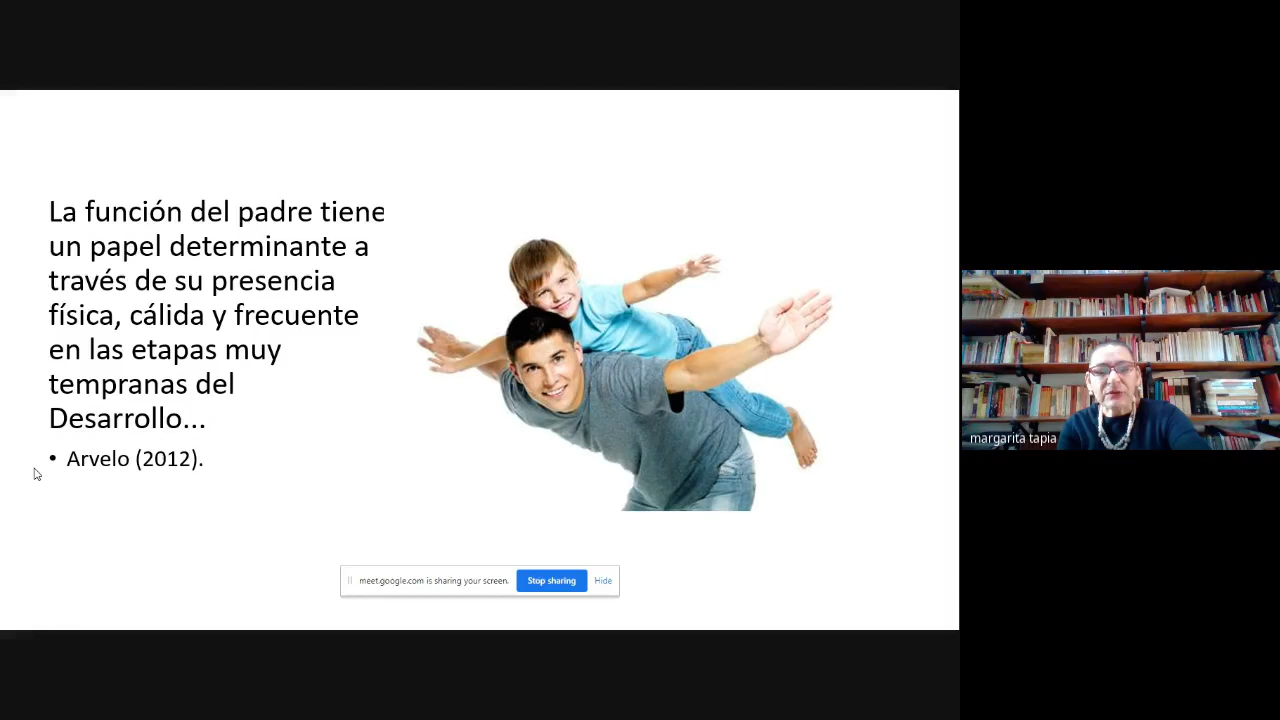 La función del padre tiene
un papel determinante a
través de su presencia
física, cálida y frecuente
en las etapas muy
tempranas del
Desarrollo...
• Arvelo (2012).
meet.google.com is sharing your screen. Stop sharing Hide
margarita tapia